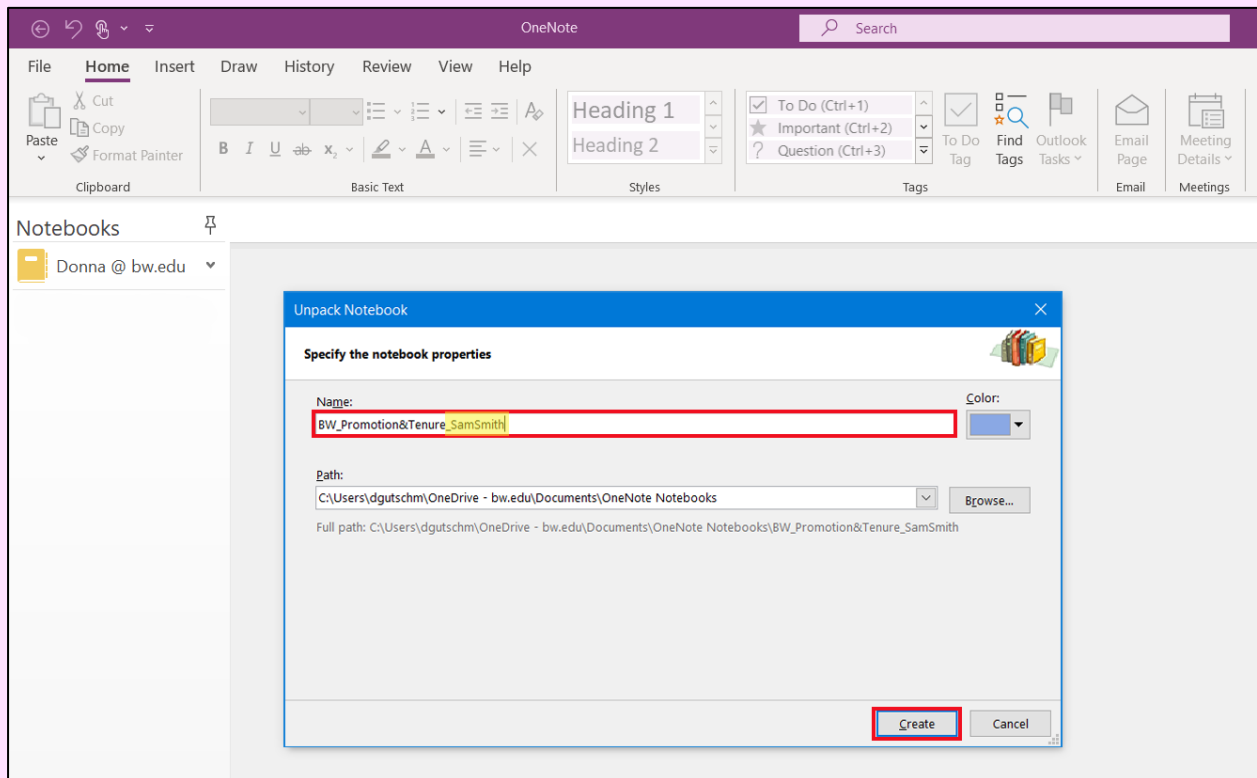 OneNote
Search
File Home Insert Draw History Review View Help
Paste
Cut
Copy
Format Painter
Clipboard
B I U ab x₂ A
Basic Text
Heading 1
Heading 2
Styles
To Do (Ctrl+1)
Important (Ctrl+2)
? Question (Ctrl+3)
To Do Tag
Find Tags
Outlook Tasks
Tags
Email Page
Email
Meeting Details
Meetings
Notebooks
Donna @ bw.edu
Unpack Notebook
Specify the notebook properties
Name:
Color:
BW_Promotion&Tenure_SamSmith
Path:
C:\Users\dgutschm\OneDrive - bw.edu\Documents\OneNote Notebooks
Browse...
Full path: C:\Users\dgutschm\OneDrive - bw.edu\Documents\OneNote Notebooks\BW_Promotion&Tenure_SamSmith
Create Cancel